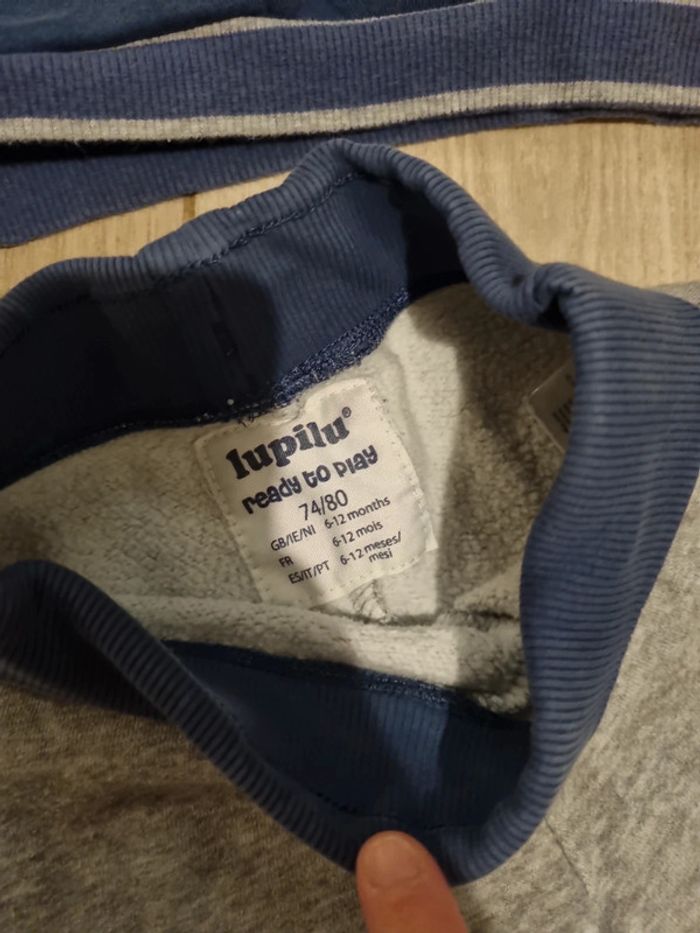 lupilu®
ready to play
74/80
GB/IE/NI 6-12 months
FR 6-12 mois
ES/IT/PT 6-12 meses/
mesi